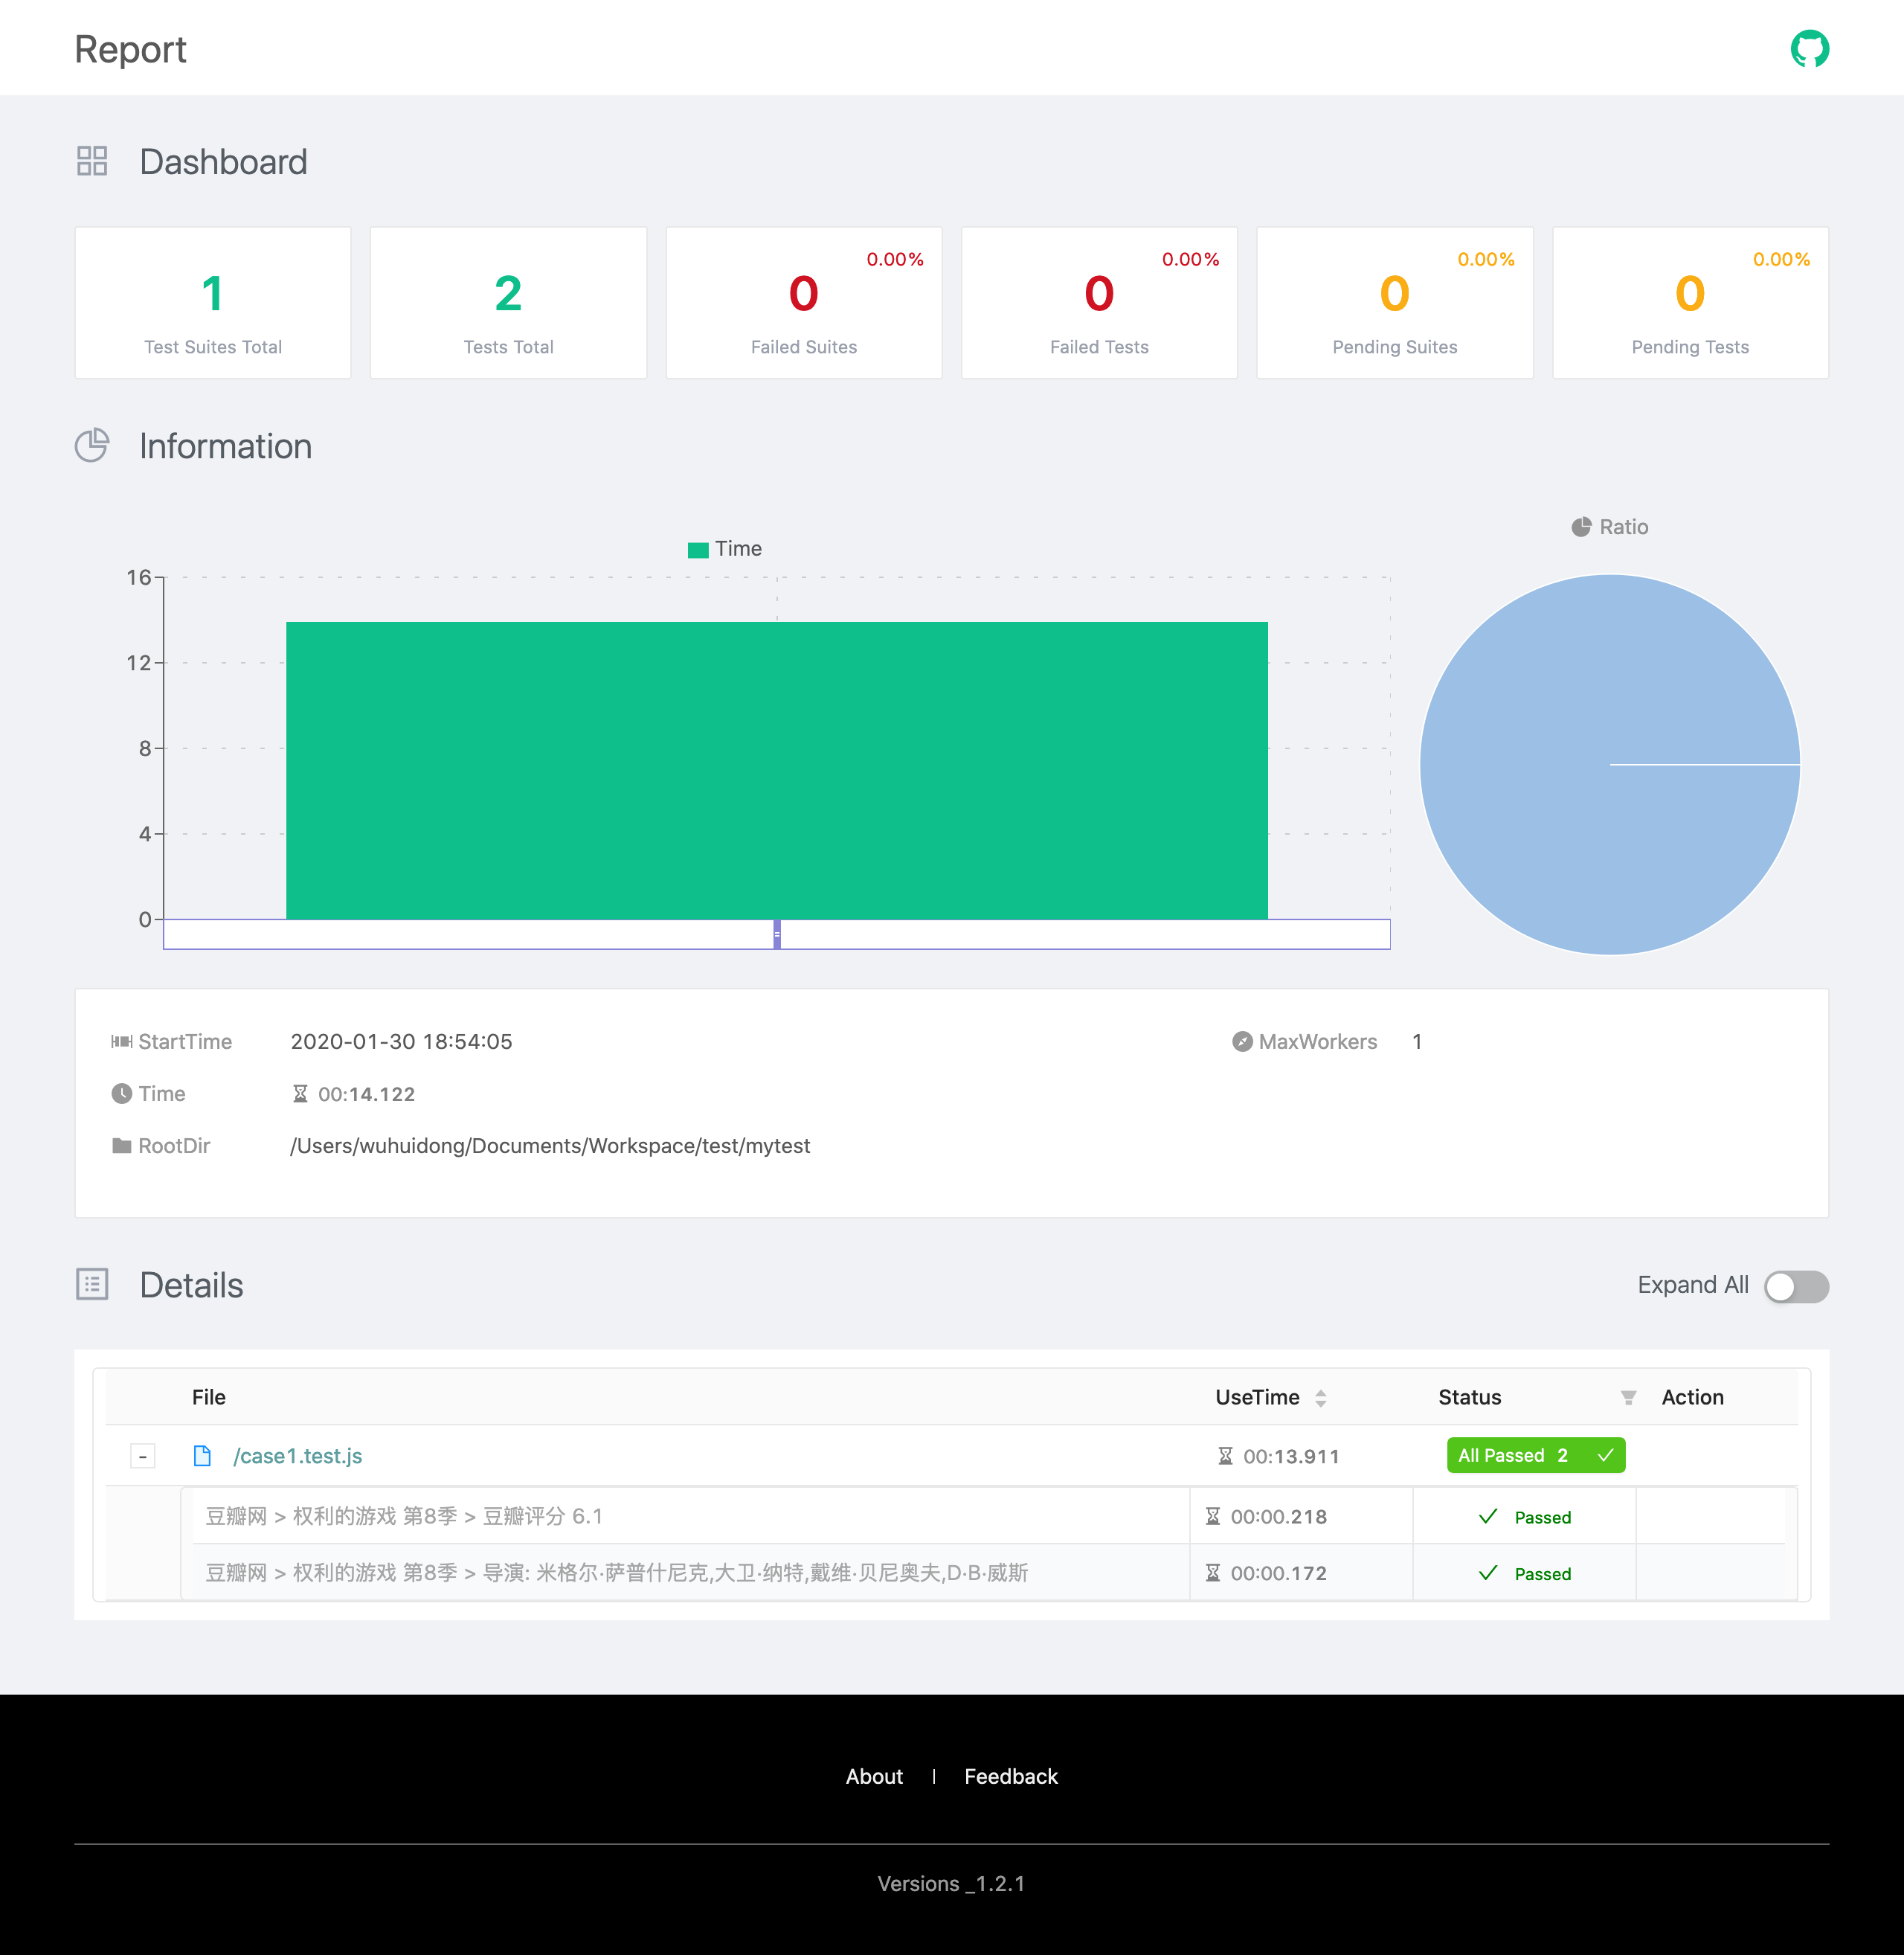 Report
Dashboard
1
Test Suites Total
2
Tests Total
0.00%
0
Failed Suites
0.00%
0
Failed Tests
0.00%
0
Pending Suites
0.00%
0
Pending Tests
Information
Time
16
12
8
4
0
Ratio
StartTime 2020-01-30 18:54:05 MaxWorkers 1
Time 00:14.122
RootDir /Users/wuhuidong/Documents/Workspace/test/mytest
Details Expand All
File UseTime Status Action
- /case1.test.js 00:13.911 All Passed 2
豆瓣网 > 权利的游戏 第8季 > 豆瓣评分 6.1 00:00.218 Passed
豆瓣网 > 权利的游戏 第8季 > 导演: 米格尔·萨普什尼克,大卫·纳特,戴维·贝尼奥夫,D·B·威斯 00:00.172 Passed
About | Feedback
Versions _1.2.1